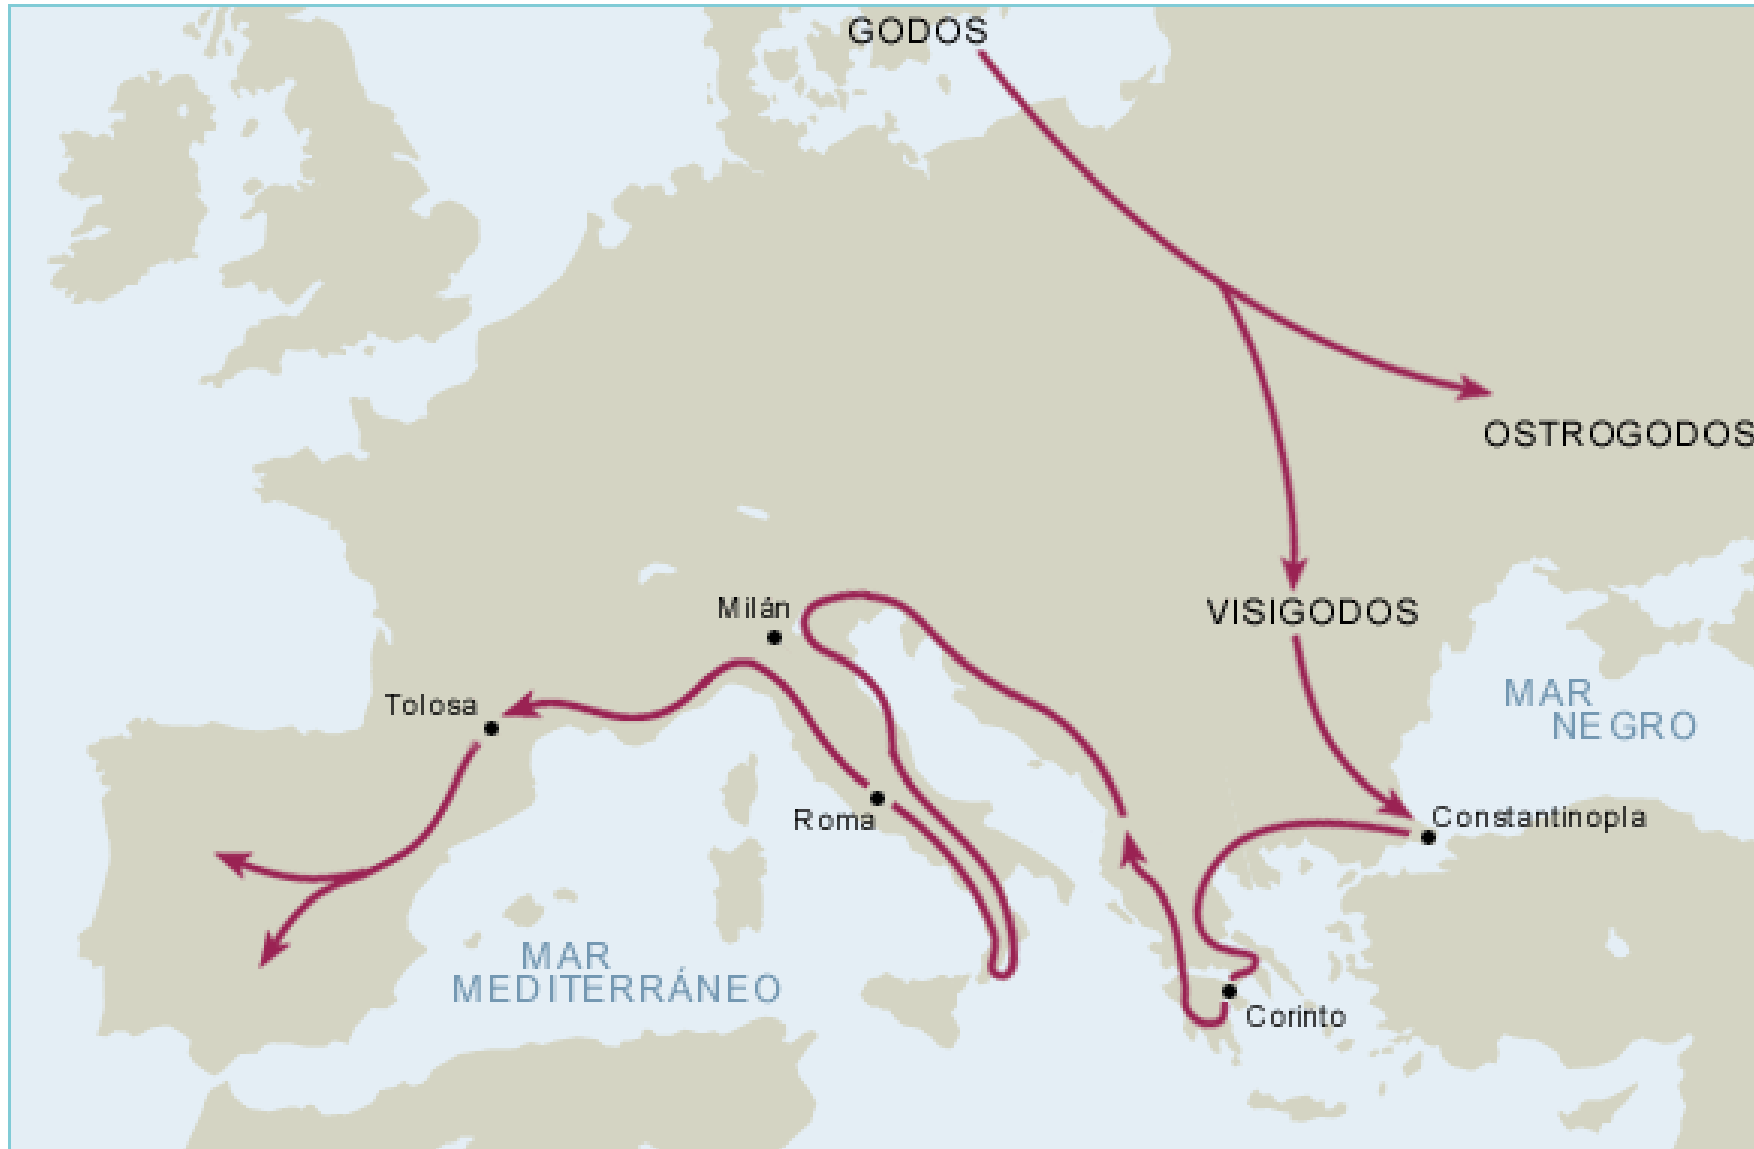 GODOS
OSTROGODOS
Milán
VISIGODOS
Tolosa
MAR
NEGRO
Roma
Constantinopla
MAR
MEDITERRÁNEO
Corinto